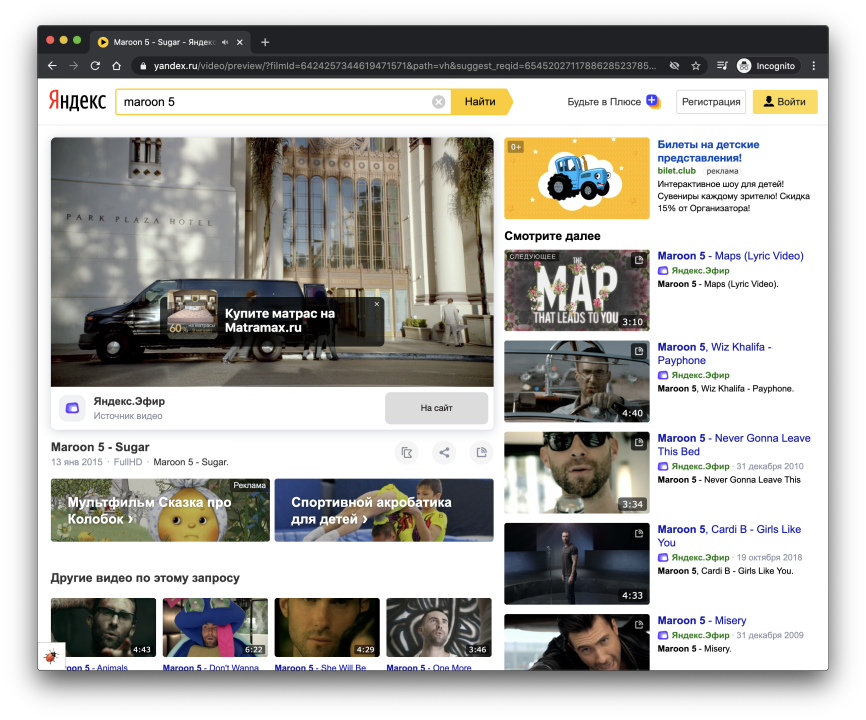 Maroon 5 - Sugar - Яндекс
yandex.ru/video/preview/?filmId=6424257344619471571&path=vh&suggest_reqid=6545202711788628523785...
Incognito
Яндекс
maroon 5
Найти
Будьте в Плюсе
Регистрация
Войти
PARK PLAZA HOTEL
60%
Купите матрас на
Matramax.ru
Яндекс.Эфир
Источник видео
На сайт
Maroon 5 - Sugar
13 янв 2015 · FullHD · Maroon 5 - Sugar.
Реклама
Мультфильм Сказка про
Колобок ›
Спортивной акробатика
для детей ›
Другие видео по этому запросу
4:43
6:22
4:29
3:46
oon 5 - Animals
Maroon 5 - Don't Wanna
Maroon 5 - She Will Be
Maroon 5 - One More
0+
Билеты на детские
представления!
bilet.club реклама
Интерактивное шоу для детей!
Сувениры каждому зрителю! Скидка
15% от Организатора!
Смотрите далее
СЛЕДУЮЩЕЕ
THE
MAP
THAT LEADS TO YOU
3:10
Maroon 5 - Maps (Lyric Video)
Яндекс.Эфир
Maroon 5 - Maps (Lyric Video).
4:40
Maroon 5, Wiz Khalifa -
Payphone
Яндекс.Эфир
Maroon 5, Wiz Khalifa - Payphone.
3:34
Maroon 5 - Never Gonna Leave
This Bed
Яндекс.Эфир · 31 декабря 2010
Maroon 5 - Never Gonna Leave This
4:33
Maroon 5, Cardi B - Girls Like
You
Яндекс.Эфир · 19 октября 2018
Maroon 5, Cardi B - Girls Like You.
Maroon 5 - Misery
Яндекс.Эфир · 31 декабря 2009
Maroon 5 - Misery.